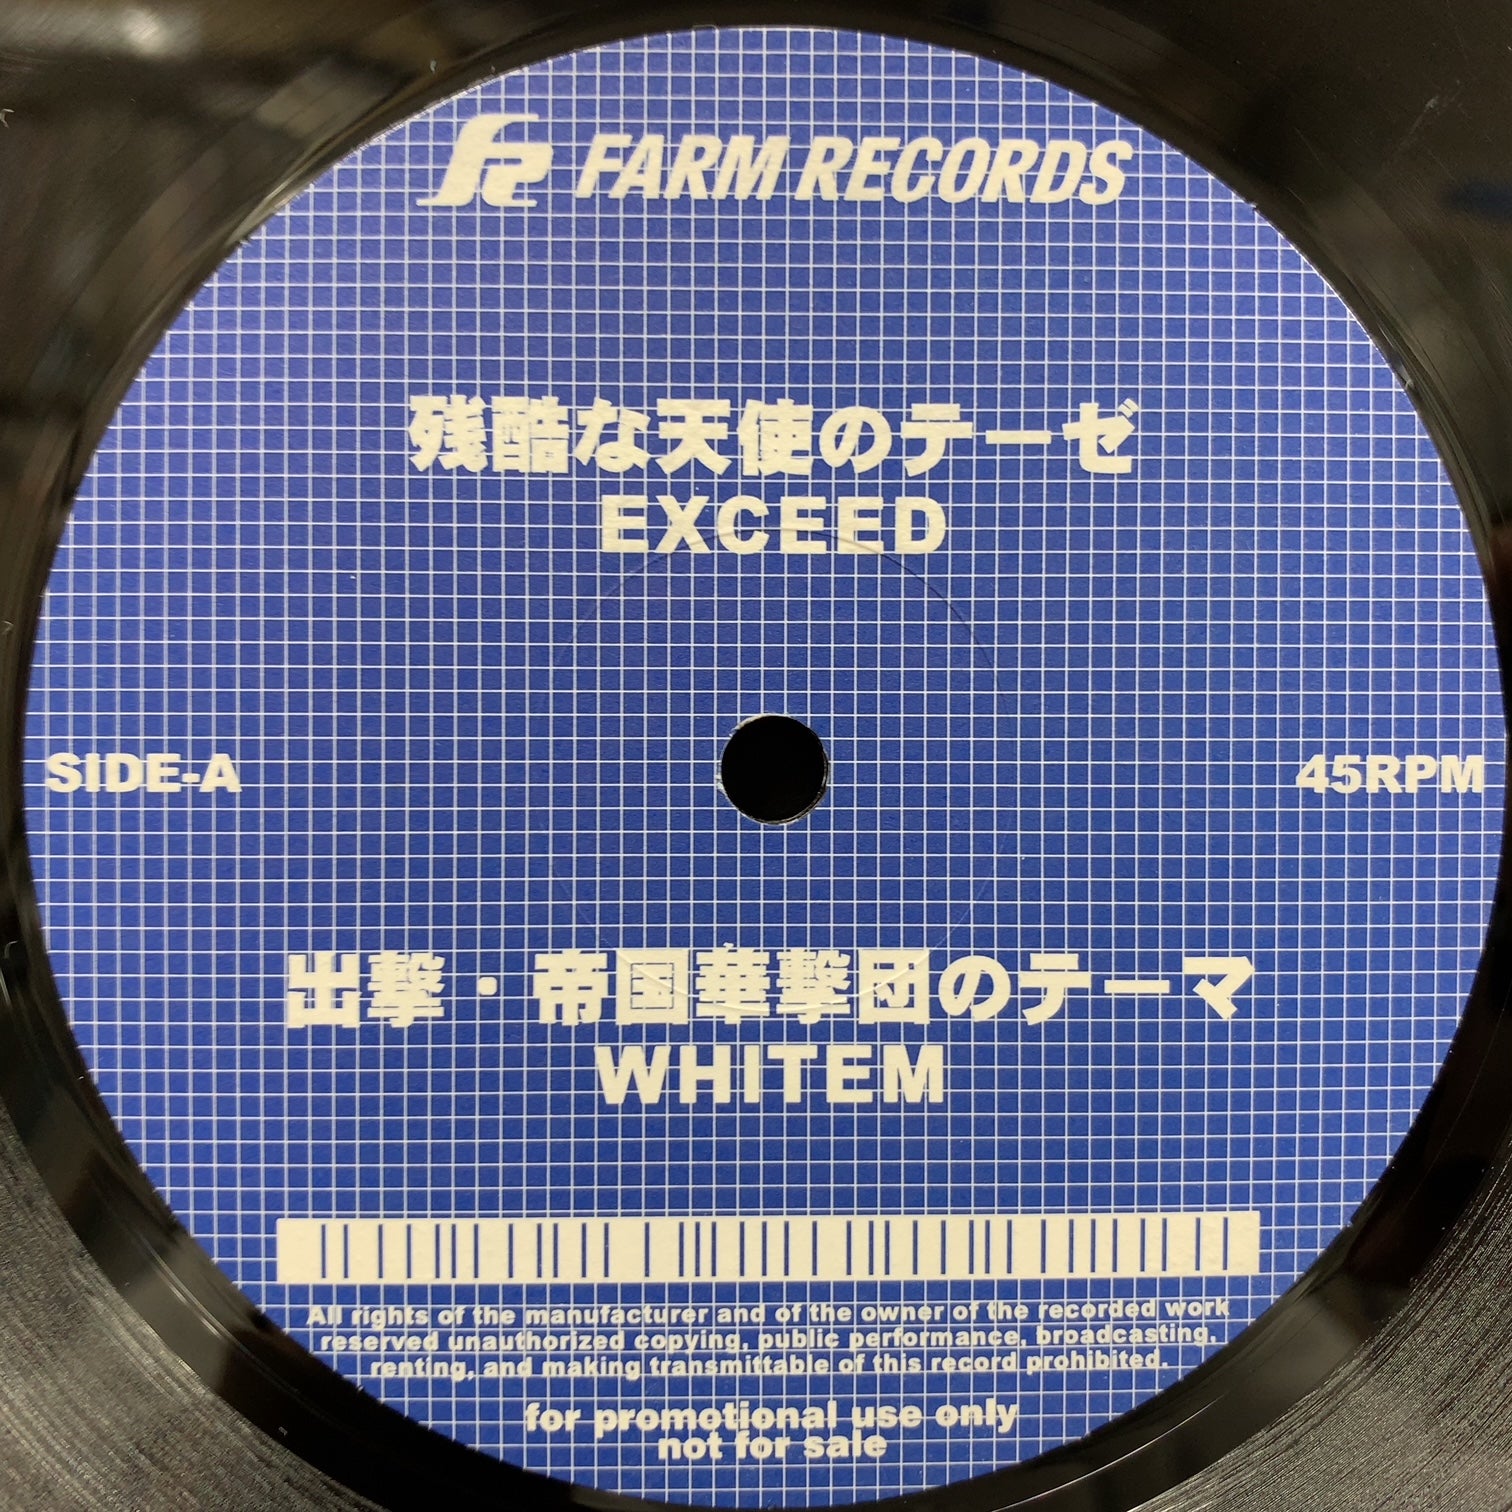 FR FARM RECORDS
残酷な天使のテーゼ
EXCEED
SIDE-A
45RPM
出撃・帝国華撃団のテーマ
WHITEM
All rights of the manufacturer and of the owner of the recorded work
reserved unauthorized copying, public performance, broadcasting,
renting, and making transmittable of this record prohibited.
for promotional use only
not for sale